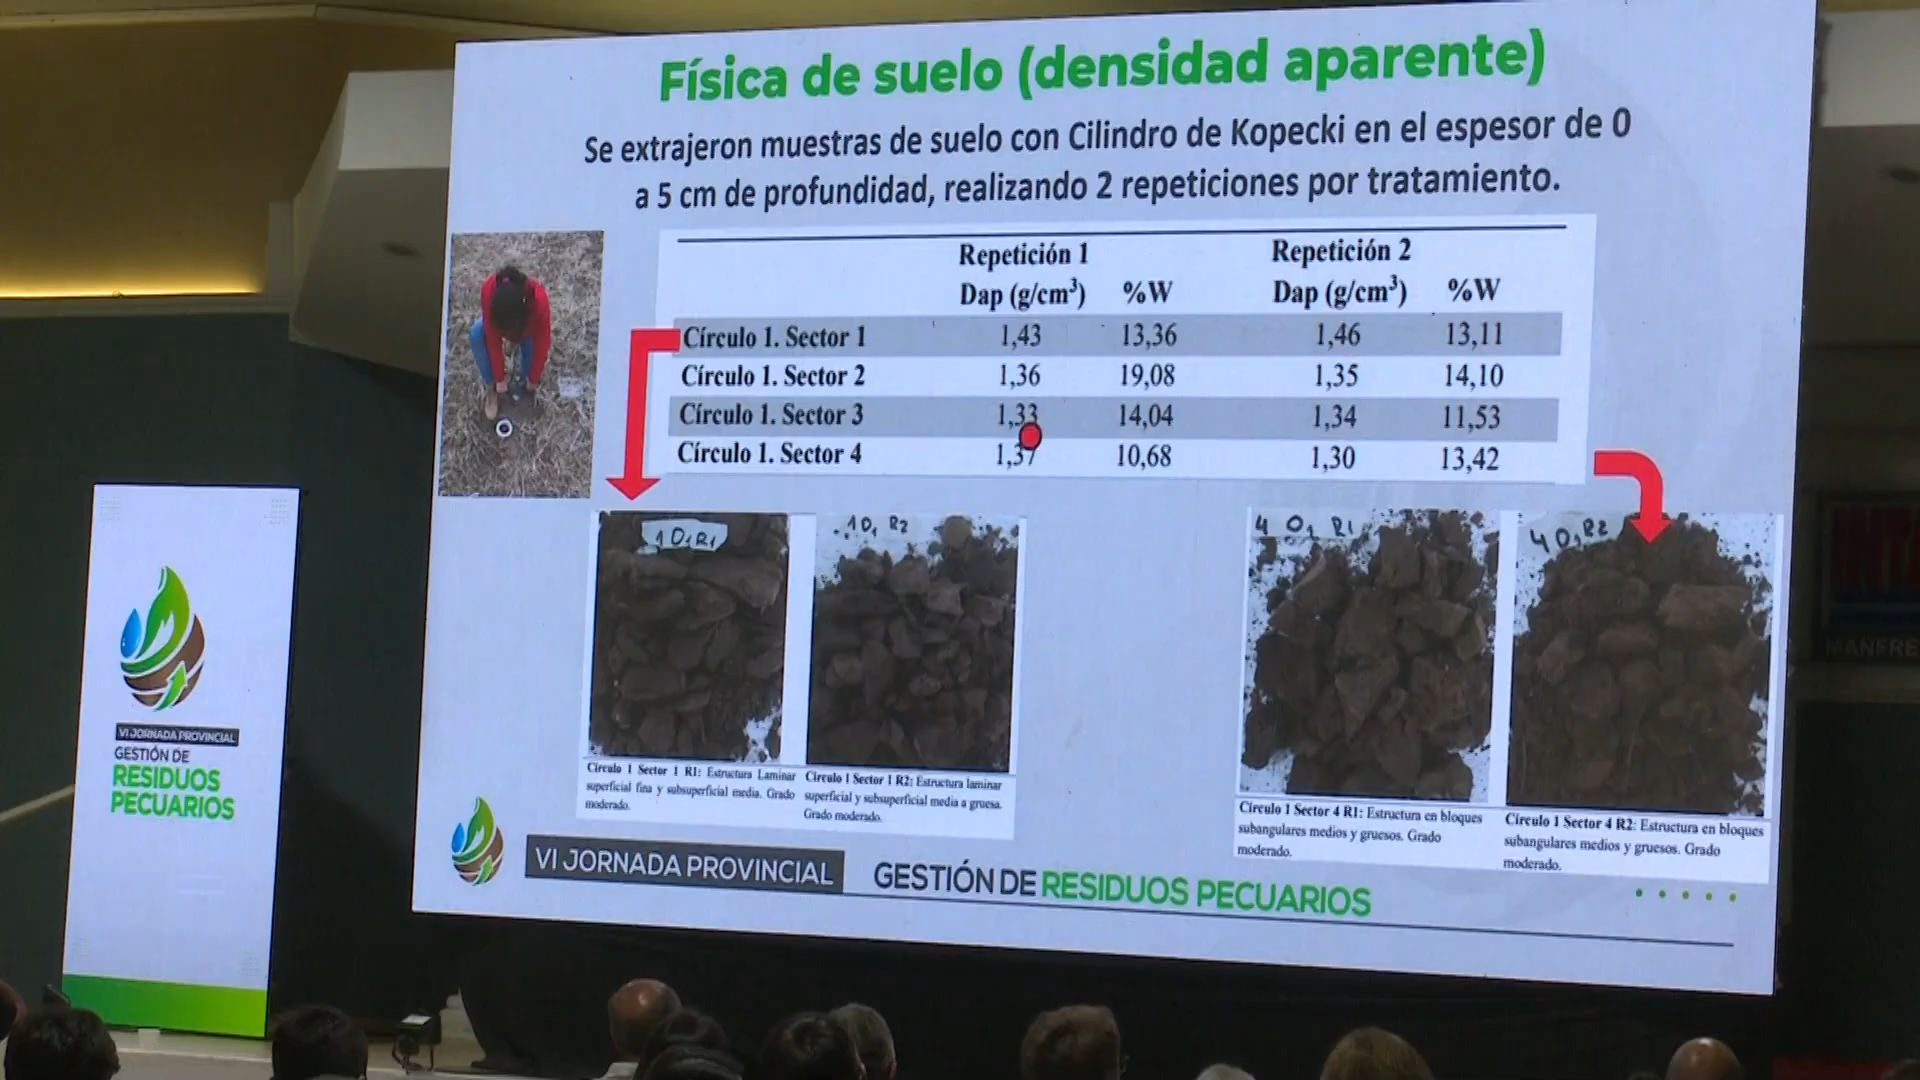 Física de suelo (densidad aparente)
Se extrajeron muestras de suelo con Cilindro de Kopecki en el espesor de 0
a 5 cm de profundidad, realizando 2 repeticiones por tratamiento.
Repetición 1 Repetición 2
Dap (g/cm³) %W Dap (g/cm³) %W
Círculo 1. Sector 1 1,43 13,36 1,46 13,11
Círculo 1. Sector 2 1,36 19,08 1,35 14,10
Círculo 1. Sector 3 1,33 14,04 1,34 11,53
Círculo 1. Sector 4 1,37 10,68 1,30 13,42
10, R1
10, R2
4 0, R1
4 0, R2
Círculo 1 Sector 1 R1: Estructura Laminar
superficial fina y subsuperficial media. Grado
moderado.
Círculo 1 Sector 1 R2: Estructura laminar
superficial y subsuperficial media a gruesa.
Grado moderado.
Círculo 1 Sector 4 R1: Estructura en bloques
subangulares medios y gruesos. Grado
moderado.
Círculo 1 Sector 4 R2: Estructura en bloques
subangulares medios y gruesos. Grado
moderado.
VI JORNADA PROVINCIAL GESTIÓN DE RESIDUOS PECUARIOS
VI JORNADA PROVINCIAL
GESTIÓN DE
RESIDUOS
PECUARIOS